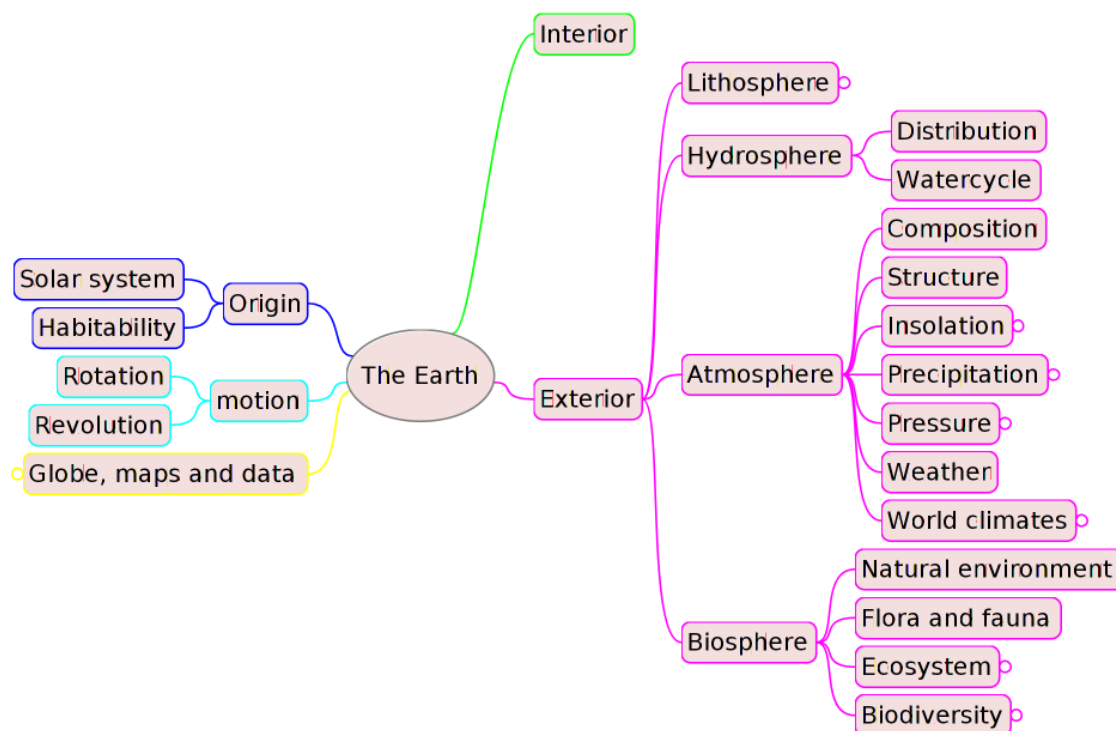 Interior
Lithosphere
Distribution
Hydrosphere
Watercycle
Composition
Solar system
Structure
Origin
Habitability
Insolation
Rotation
The Earth
Atmosphere
Precipitation
motion
Exterior
Revolution
Pressure
Globe, maps and data
Weather
World climates
Natural environment
Flora and fauna
Biosphere
Ecosystem
Biodiversity